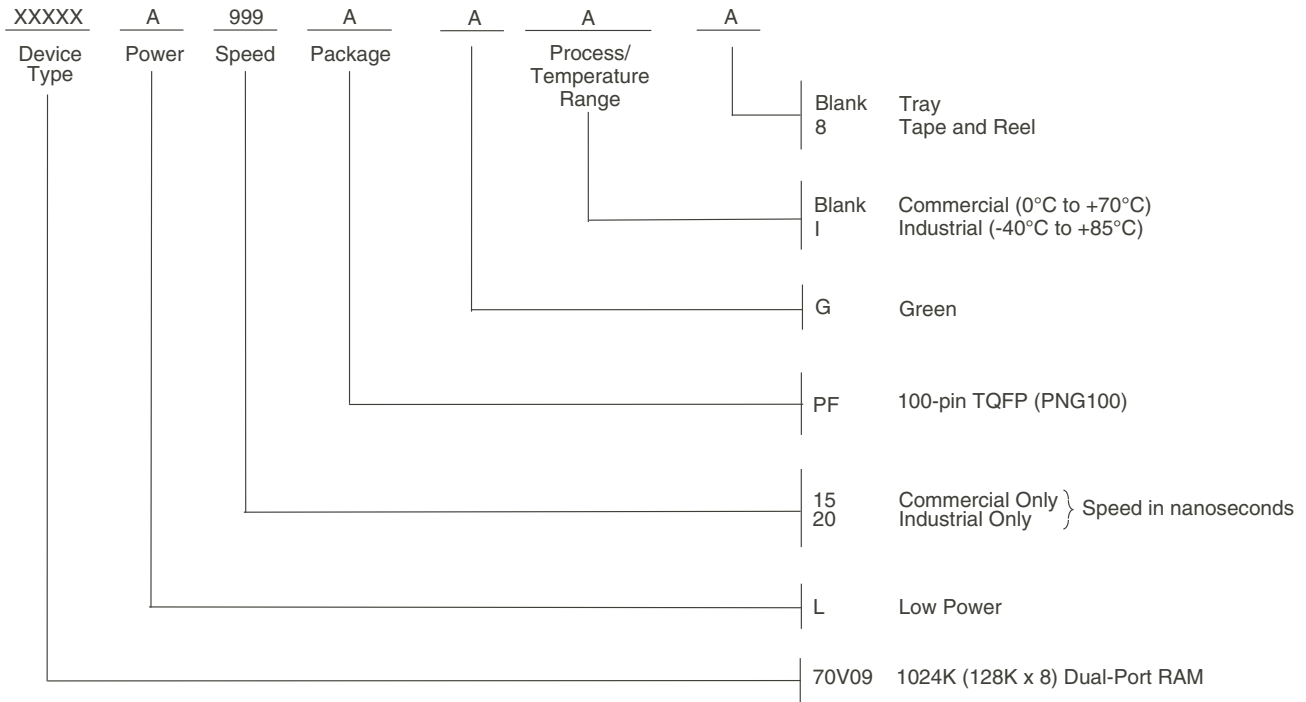 XXXXX A 999 A A A A
Device Type Power Speed Package Process/ Temperature Range
Blank Tray
8 Tape and Reel
Blank Commercial (0°C to +70°C)
I Industrial (-40°C to +85°C)
G Green
PF 100-pin TQFP (PNG100)
15 Commercial Only
20 Industrial Only
Speed in nanoseconds
L Low Power
70V09 1024K (128K x 8) Dual-Port RAM